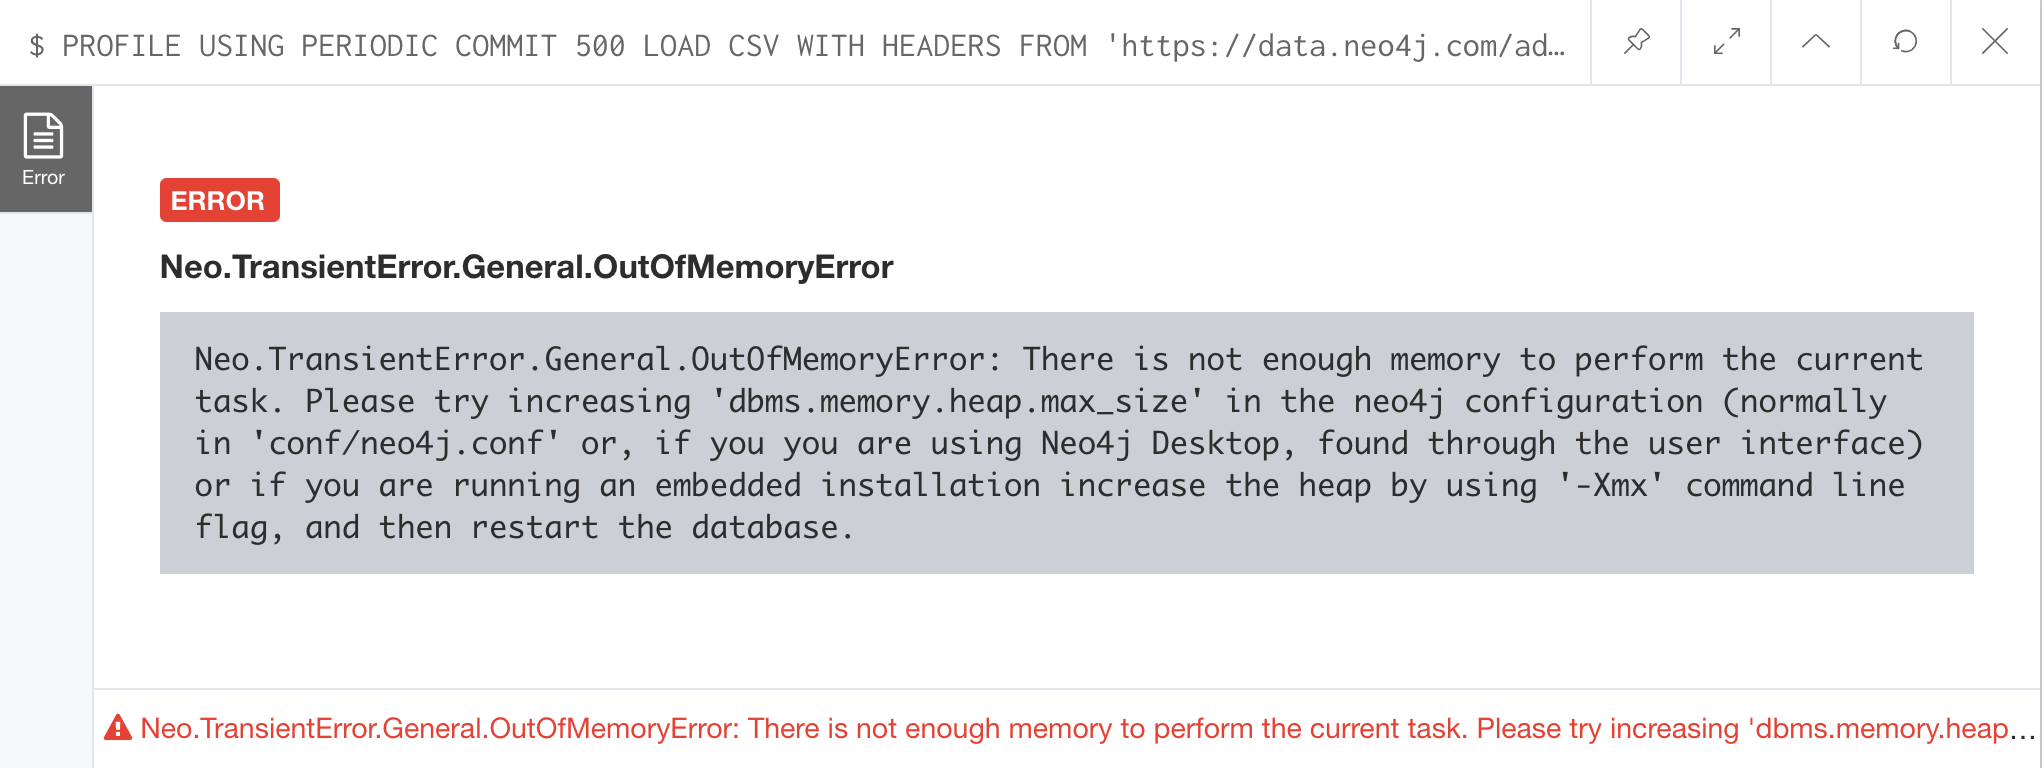 $ PROFILE USING PERIODIC COMMIT 500 LOAD CSV WITH HEADERS FROM 'https://data.neo4j.com/ad…
Error
ERROR
Neo.TransientError.General.OutOfMemoryError
Neo.TransientError.General.OutOfMemoryError: There is not enough memory to perform the current
task. Please try increasing 'dbms.memory.heap.max_size' in the neo4j configuration (normally
in 'conf/neo4j.conf' or, if you you are using Neo4j Desktop, found through the user interface)
or if you are running an embedded installation increase the heap by using '-Xmx' command line
flag, and then restart the database.
Neo.TransientError.General.OutOfMemoryError: There is not enough memory to perform the current task. Please try increasing 'dbms.memory.heap...